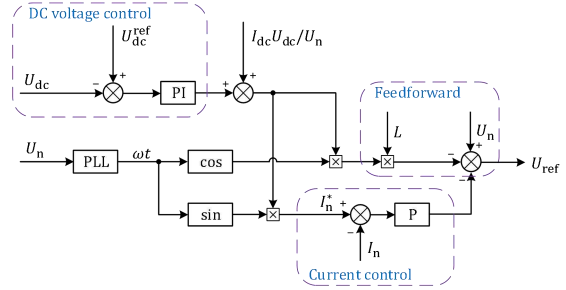 DC voltage control
U_dc^ref
I_dc U_dc/U_n
− +
U_dc
PI
+ +
Feedforward
L
U_n
+
U_n
PLL
ωt
cos
×
×
−
U_ref
−
sin
×
I_n^*
+
P
−
I_n
Current control